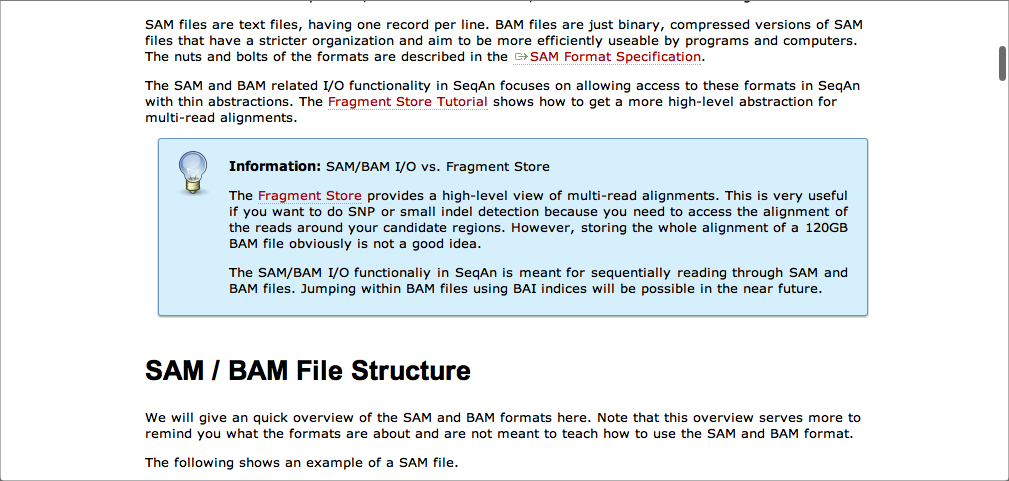 SAM files are text files, having one record per line. BAM files are just binary, compressed versions of SAM
files that have a stricter organization and aim to be more efficiently useable by programs and computers.
The nuts and bolts of the formats are described in the SAM Format Specification.
The SAM and BAM related I/O functionality in SeqAn focuses on allowing access to these formats in SeqAn
with thin abstractions. The Fragment Store Tutorial shows how to get a more high-level abstraction for
multi-read alignments.
Information: SAM/BAM I/O vs. Fragment Store
The Fragment Store provides a high-level view of multi-read alignments. This is very useful
if you want to do SNP or small indel detection because you need to access the alignment of
the reads around your candidate regions. However, storing the whole alignment of a 120GB
BAM file obviously is not a good idea.
The SAM/BAM I/O functionaliy in SeqAn is meant for sequentially reading through SAM and
BAM files. Jumping within BAM files using BAI indices will be possible in the near future.
SAM / BAM File Structure
We will give an quick overview of the SAM and BAM formats here. Note that this overview serves more to
remind you what the formats are about and are not meant to teach how to use the SAM and BAM format.
The following shows an example of a SAM file.